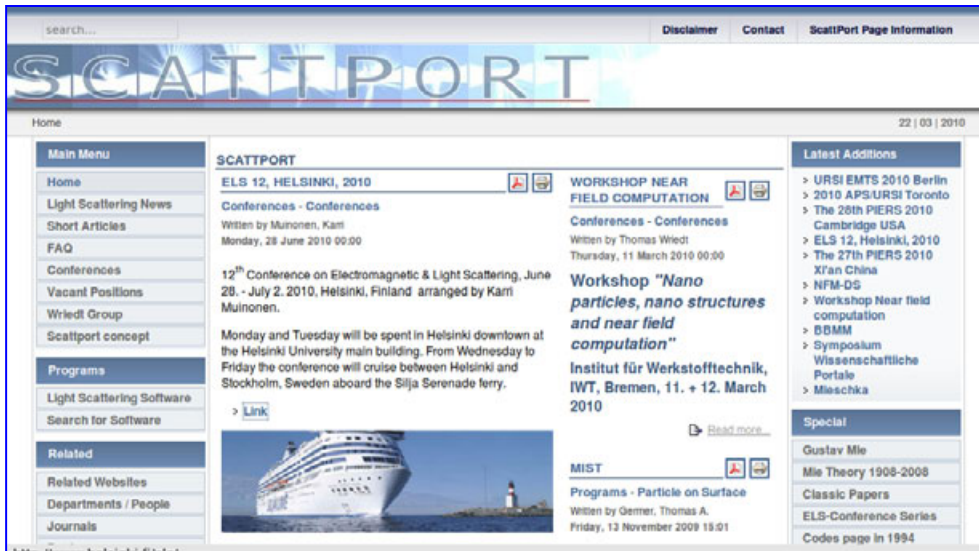 search...
Disclaimer
Contact
ScattPort Page Information
SCATTPORT
Home
22 | 03 | 2010
Main Menu
Home
Light Scattering News
Short Articles
FAQ
Conferences
Vacant Positions
Wriedt Group
Scattport concept
Programs
Light Scattering Software
Search for Software
Related
Related Websites
Departments / People
Journals
SCATTPORT
ELS 12, HELSINKI, 2010
Conferences - Conferences
Written by Muinonen, Karri
Monday, 28 June 2010 00:00
12th Conference on Electromagnetic & Light Scattering, June
28. - July 2. 2010, Helsinki, Finland arranged by Karri
Muinonen.
Monday and Tuesday will be spent in Helsinki downtown at
the Helsinki University main building. From Wednesday to
Friday the conference will cruise between Helsinki and
Stockholm, Sweden aboard the Silja Serenade ferry.
> Link
WORKSHOP NEAR
FIELD COMPUTATION
Conferences - Conferences
Written by Thomas Wriedt
Thursday, 11 March 2010 00:00
Workshop "Nano
particles, nano structures
and near field
computation"
Institut für Werkstofftechnik,
IWT, Bremen, 11. + 12. March
2010
Read more...
MIST
Programs - Particle on Surface
Written by Germer, Thomas A.
Friday, 13 November 2009 15:01
Latest Additions
> URSI EMTS 2010 Berlin
> 2010 APS/URSI Toronto
> The 28th PIERS 2010
Cambridge USA
> ELS 12, Helsinki, 2010
> The 27th PIERS 2010
Xi'an China
> NFM-DS
> Workshop Near field
computation
> BBMM
> Symposium
Wissenschaftliche
Portale
> Mieschka
Special
Gustav Mie
Mie Theory 1908-2008
Classic Papers
ELS-Conference Series
Codes page in 1994